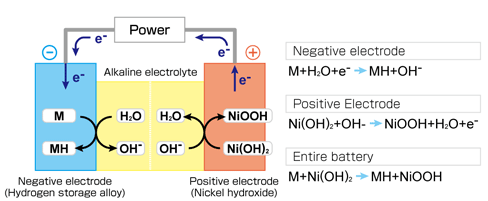 Power
e⁻
e⁻
⊖
⊕
e⁻
Alkaline electrolyte
e⁻
M
H₂O
H₂O
NiOOH
MH
OH⁻
OH⁻
Ni(OH)₂
Negative electrode
(Hydrogen storage alloy)
Positive electrode
(Nickel hydroxide)
Negative electrode
M+H₂O+e⁻ → MH+OH⁻
Positive Electrode
Ni(OH)₂+OH- → NiOOH+H₂O+e⁻
Entire battery
M+Ni(OH)₂ → MH+NiOOH